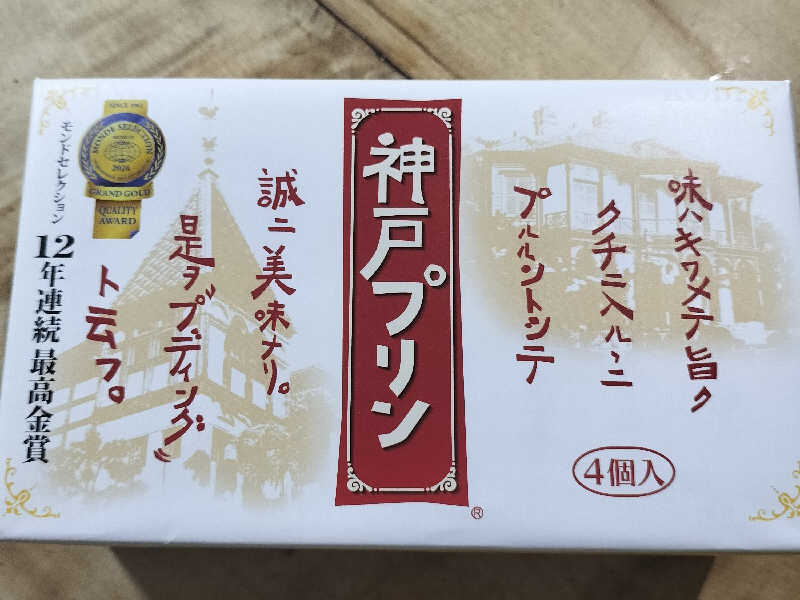 味ハキワメテ旨ク
クチニ入ルヽニ
プルルントシテ
神戸プリン
®
誠ニ美味ナリ。
是ヲ〝プディング〟
ト云フ。
モンドセレクション
12年連続 最高金賞
SINCE 1961
MONDE SELECTION
2024
GRAND GOLD
QUALITY
AWARD
4個入